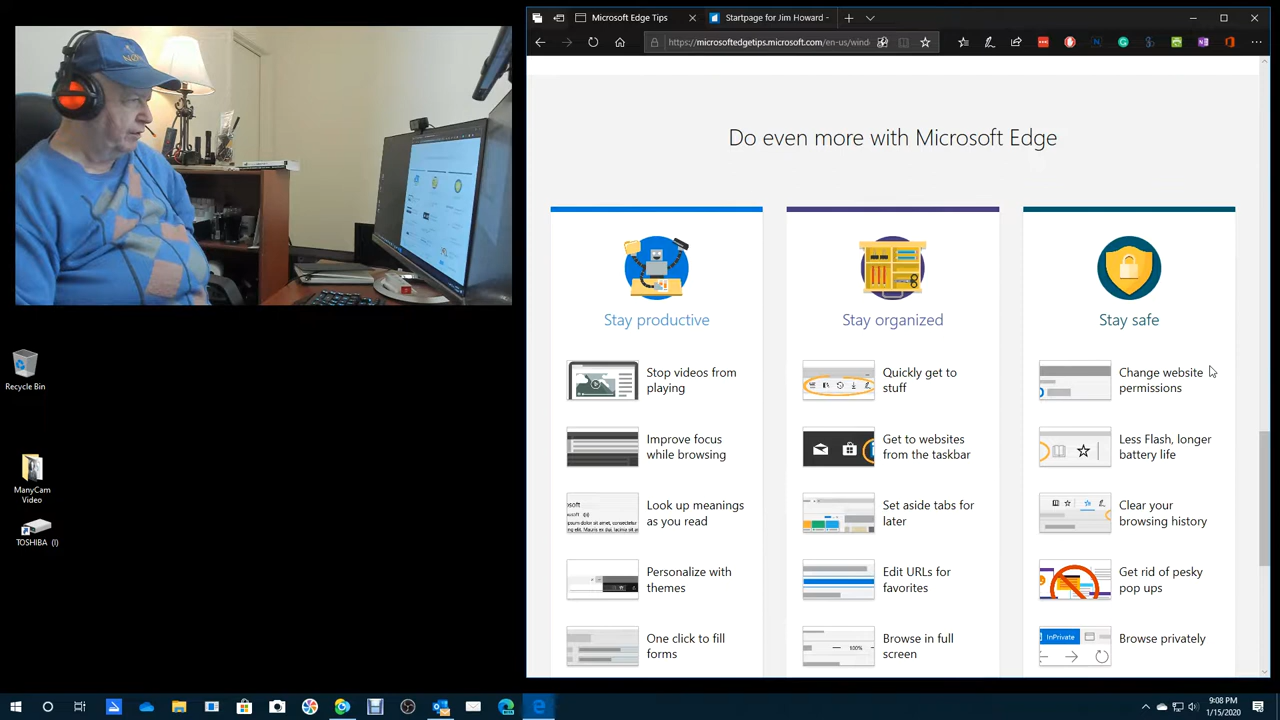 Microsoft Edge Tips
Startpage for Jim Howard -
https://microsoftedgetips.microsoft.com/en-us/wind
Do even more with Microsoft Edge
Stay productive
Stop videos from
playing
Improve focus
while browsing
Look up meanings
as you read
Personalize with
themes
One click to fill
forms
Stay organized
Quickly get to
stuff
Get to websites
from the taskbar
Set aside tabs for
later
Edit URLs for
favorites
Browse in full
screen
100%
Stay safe
Change website
permissions
Less Flash, longer
battery life
Clear your
browsing history
Get rid of pesky
pop ups
InPrivate
Browse privately
Recycle Bin
ManyCam
Video
TOSHIBA (I)
9:08 PM
1/15/2020